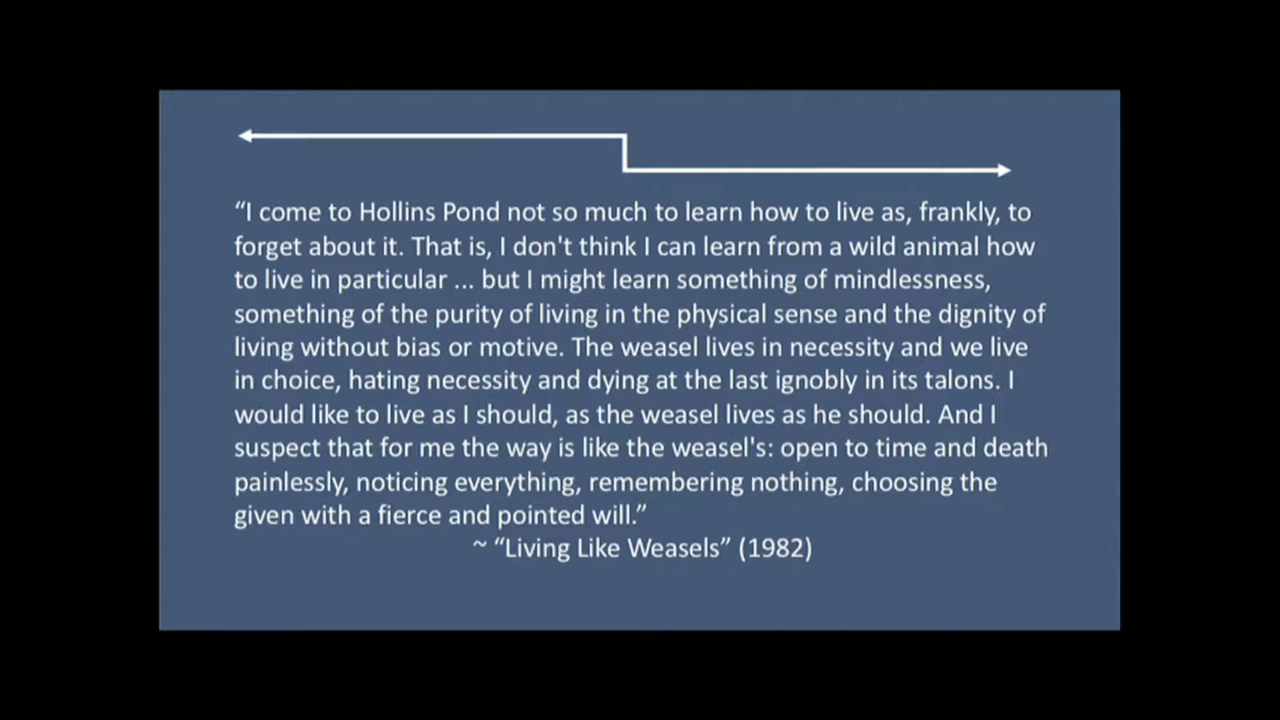 “I come to Hollins Pond not so much to learn how to live as, frankly, to
forget about it. That is, I don't think I can learn from a wild animal how
to live in particular ... but I might learn something of mindlessness,
something of the purity of living in the physical sense and the dignity of
living without bias or motive. The weasel lives in necessity and we live
in choice, hating necessity and dying at the last ignobly in its talons. I
would like to live as I should, as the weasel lives as he should. And I
suspect that for me the way is like the weasel's: open to time and death
painlessly, noticing everything, remembering nothing, choosing the
given with a fierce and pointed will.”
~ “Living Like Weasels” (1982)